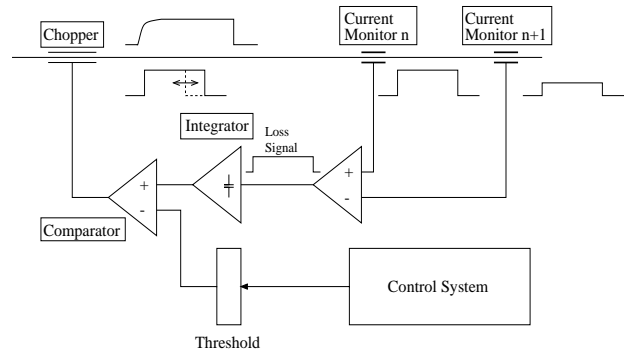 Chopper
Current
Monitor n
Current
Monitor n+1
Integrator
Loss
Signal
+
-
+
-
Comparator
Control System
Threshold